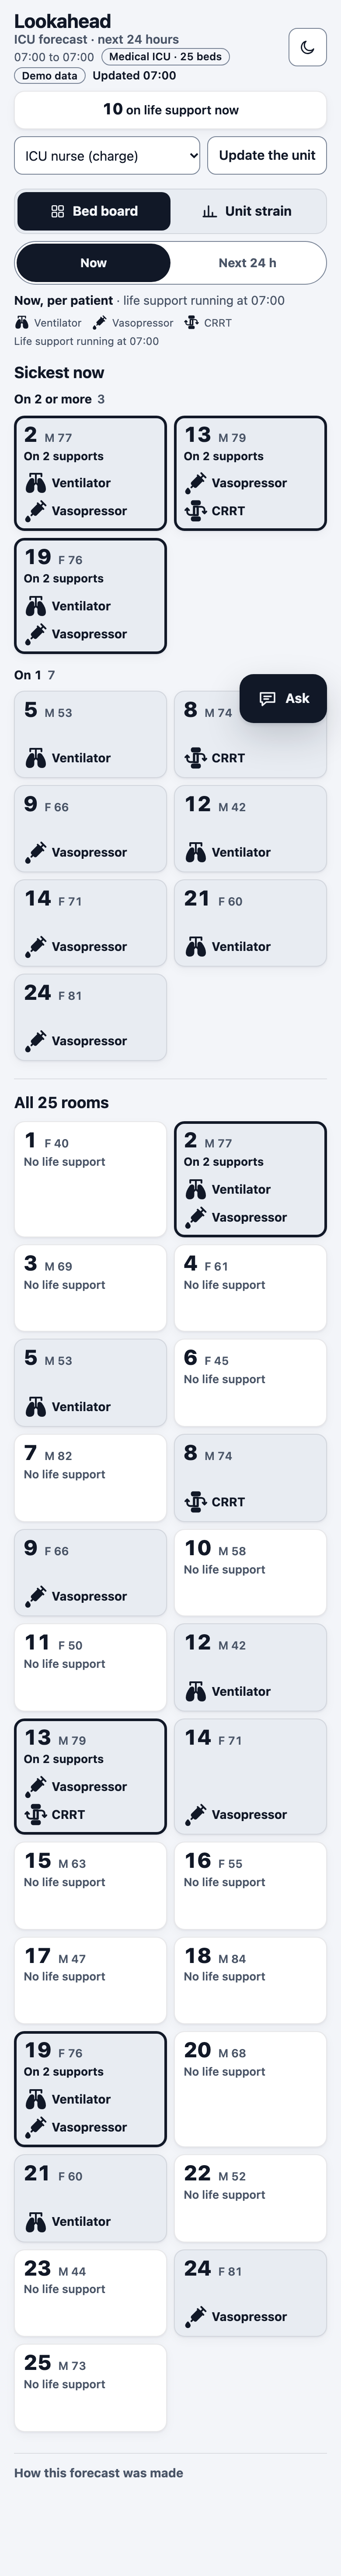 Lookahead
ICU forecast · next 24 hours
07:00 to 07:00 Medical ICU · 25 beds
Demo data Updated 07:00
10 on life support now
ICU nurse (charge) Update the unit
Bed board Unit strain
Now Next 24 h
Now, per patient · life support running at 07:00
Ventilator Vasopressor CRRT
Life support running at 07:00
Sickest now
On 2 or more 3
2 M 77
On 2 supports
Ventilator
Vasopressor
13 M 79
On 2 supports
Vasopressor
CRRT
19 F 76
On 2 supports
Ventilator
Vasopressor
On 1 7
Ask
5 M 53
Ventilator
8 M 74
CRRT
9 F 66
Vasopressor
12 M 42
Ventilator
14 F 71
Vasopressor
21 F 60
Ventilator
24 F 81
Vasopressor
All 25 rooms
1 F 40
No life support
2 M 77
On 2 supports
Ventilator
Vasopressor
3 M 69
No life support
4 F 61
No life support
5 M 53
Ventilator
6 F 45
No life support
7 M 82
No life support
8 M 74
CRRT
9 F 66
Vasopressor
10 M 58
No life support
11 F 50
No life support
12 M 42
Ventilator
13 M 79
On 2 supports
Vasopressor
CRRT
14 F 71
Vasopressor
15 M 63
No life support
16 F 55
No life support
17 M 47
No life support
18 M 84
No life support
19 F 76
On 2 supports
Ventilator
Vasopressor
20 M 68
No life support
21 F 60
Ventilator
22 M 52
No life support
23 M 44
No life support
24 F 81
Vasopressor
25 M 73
No life support
How this forecast was made